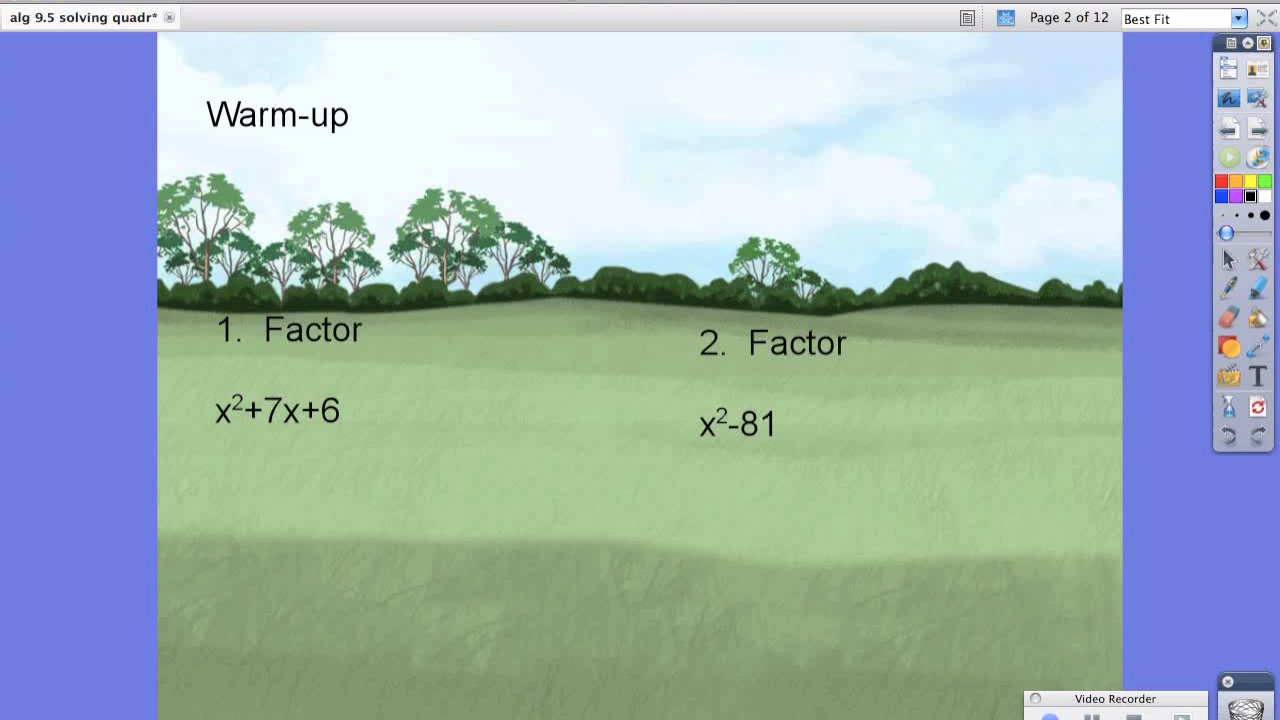 alg 9.5 solving quadr*
Page 2 of 12
Best Fit
Warm-up
1. Factor
2. Factor
x²+7x+6
x²-81
T
Video Recorder